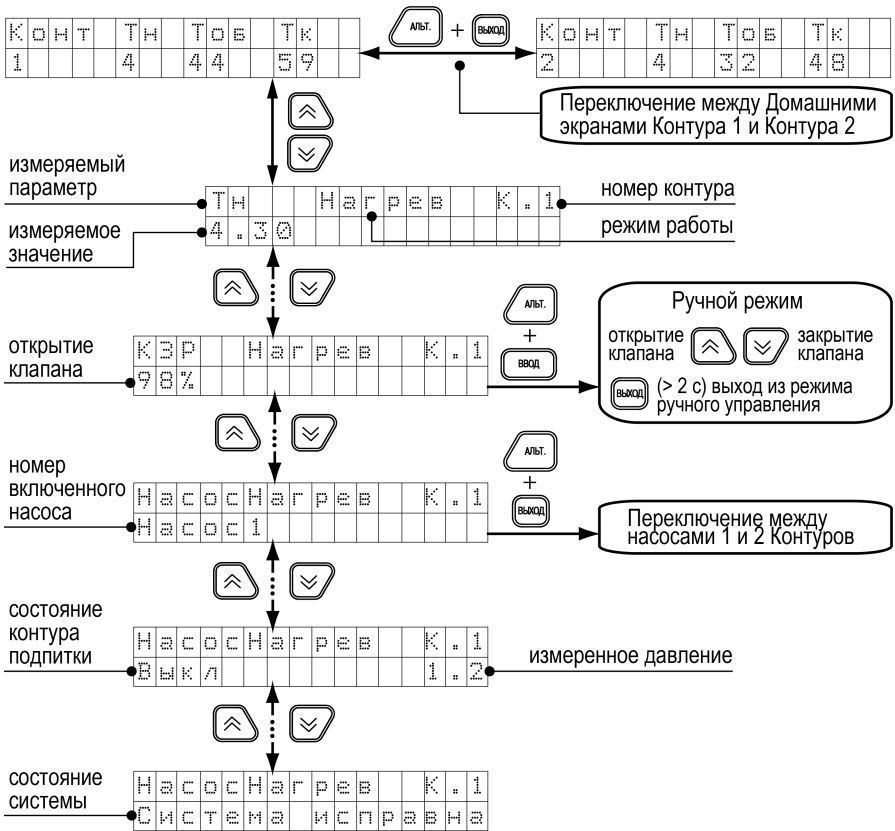 Конт Тн Тоб Тк
1 4 44 59
АЛЬТ. + ВЫХОД
Конт Тн Тоб Тк
2 4 32 48
Переключение между Домашними
экранами Контура 1 и Контура 2
измеряемый
параметр
Тн Нагрев К.1
4.30
номер контура
режим работы
измеряемое
значение
открытие
клапана
КЗР Нагрев К.1
98%
АЛЬТ.
+
ВВОД
Ручной режим
открытие
клапана
закрытие
клапана
ВЫХОД (> 2 с) выход из режима
ручного управления
номер
включенного
насоса
НасосНагрев К.1
Насос1
АЛЬТ.
+
ВЫХОД
Переключение между
насосами 1 и 2 Контуров
состояние
контура
подпитки
НасосНагрев К.1
Выкл 1.2
измеренное давление
состояние
системы
НасосНагрев К.1
Система исправна